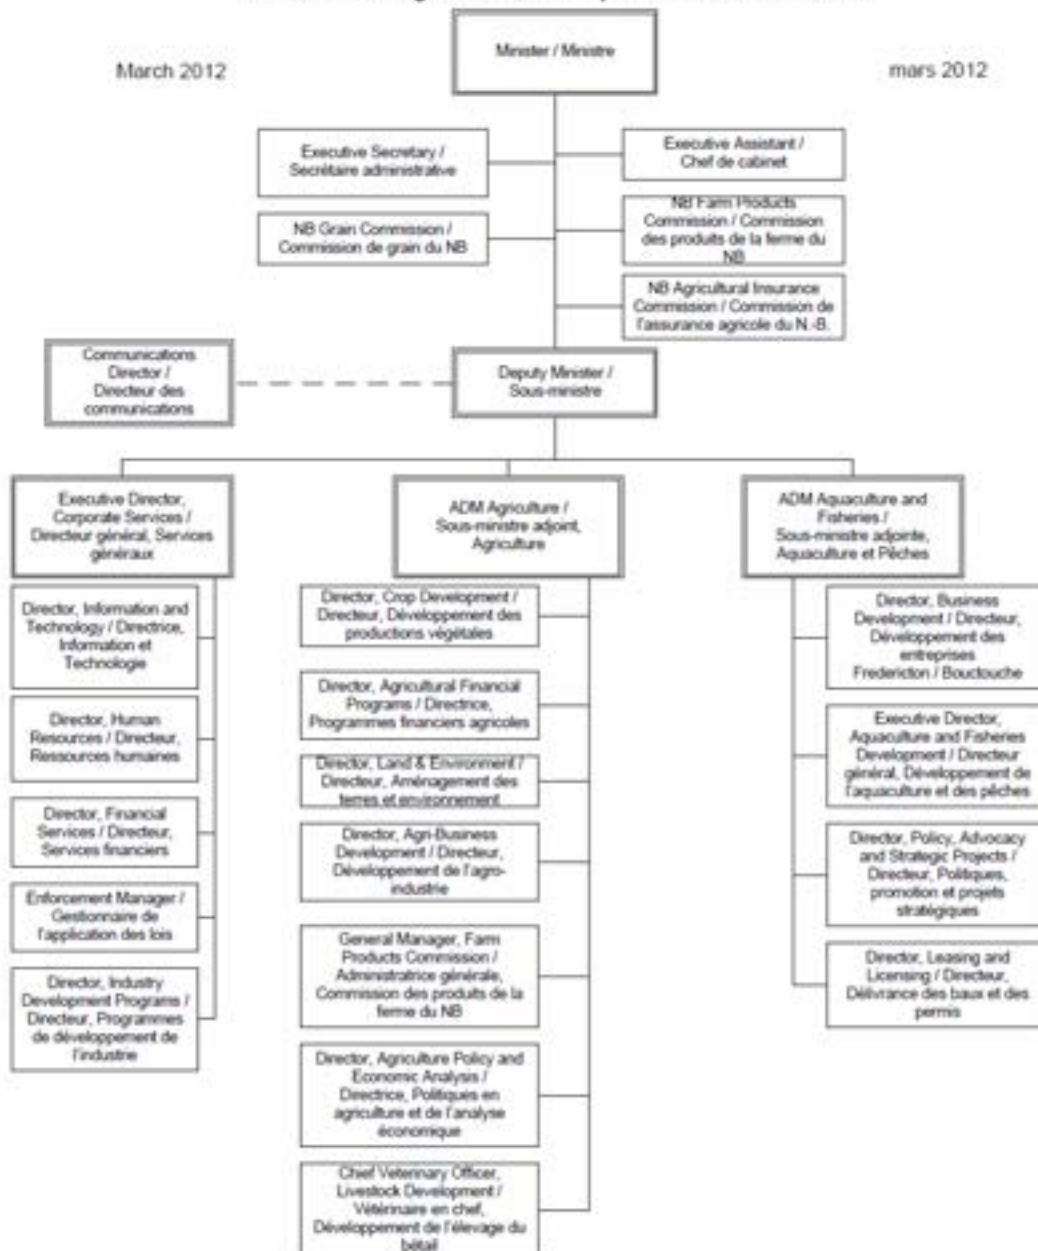 March 2012
mars 2012
Minister / Ministre
Executive Secretary /
Secrétaire administrative
Executive Assistant /
Chef de cabinet
NB Grain Commission /
Commission de grain du NB
NB Farm Products
Commission / Commission
des produits de la ferme du
NB
NB Agricultural Insurance
Commission / Commission de
l'assurance agricole du N.-B.
Communications
Director /
Directeur des
communications
Deputy Minister /
Sous-ministre
Executive Director,
Corporate Services /
Directeur général, Services
généraux
ADM Agriculture /
Sous-ministre adjoint,
Agriculture
ADM Aquaculture and
Fisheries /
Sous-ministre adjointe,
Aquaculture et Pêches
Director, Information and
Technology / Directrice,
Information et
Technologie
Director, Human
Resources / Directeur,
Ressources humaines
Director, Financial
Services / Directeur,
Services financiers
Enforcement Manager /
Gestionnaire de
l'application des lois
Director, Industry
Development Programs /
Directeur, Programmes
de développement de
l'industrie
Director, Crop Development /
Directeur, Développement des
productions végétales
Director, Agricultural Financial
Programs / Directrice,
Programmes financiers agricoles
Director, Land & Environment /
Directeur, Aménagement des
terres et environnement
Director, Agri-Business
Development / Directeur,
Développement de l'agro-
industrie
General Manager, Farm
Products Commission /
Administratrice générale,
Commission des produits de la
ferme du NB
Director, Agriculture Policy and
Economic Analysis /
Directrice, Politiques en
agriculture et de l'analyse
économique
Chief Veterinary Officer,
Livestock Development /
Vétérinaire en chef,
Développement de l'élevage du
bétail
Director, Business
Development / Directeur,
Développement des
entreprises
Fredericton / Bouctouche
Executive Director,
Aquaculture and Fisheries
Development / Directeur
général, Développement de
l'aquaculture et des pêches
Director, Policy, Advocacy
and Strategic Projects /
Directeur, Politiques,
promotion et projets
stratégiques
Director, Leasing and
Licensing / Directeur,
Délivrance des baux et des
permis